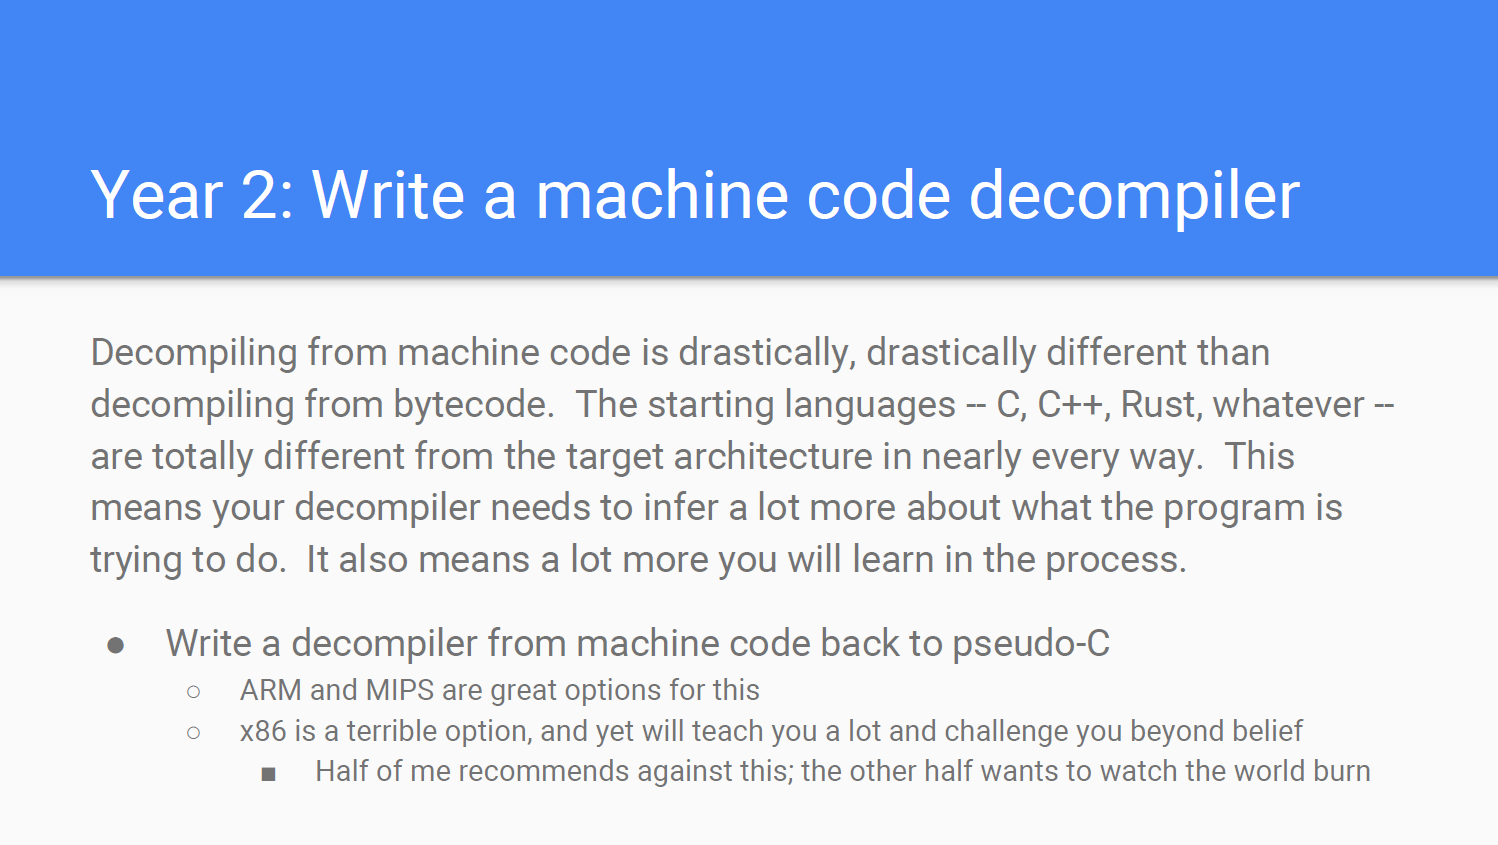 Year 2: Write a machine code decompiler
Decompiling from machine code is drastically, drastically different than
decompiling from bytecode.  The starting languages -- C, C++, Rust, whatever --
are totally different from the target architecture in nearly every way.  This
means your decompiler needs to infer a lot more about what the program is
trying to do.  It also means a lot more you will learn in the process.
● Write a decompiler from machine code back to pseudo-C
○ ARM and MIPS are great options for this
○ x86 is a terrible option, and yet will teach you a lot and challenge you beyond belief
■ Half of me recommends against this; the other half wants to watch the world burn